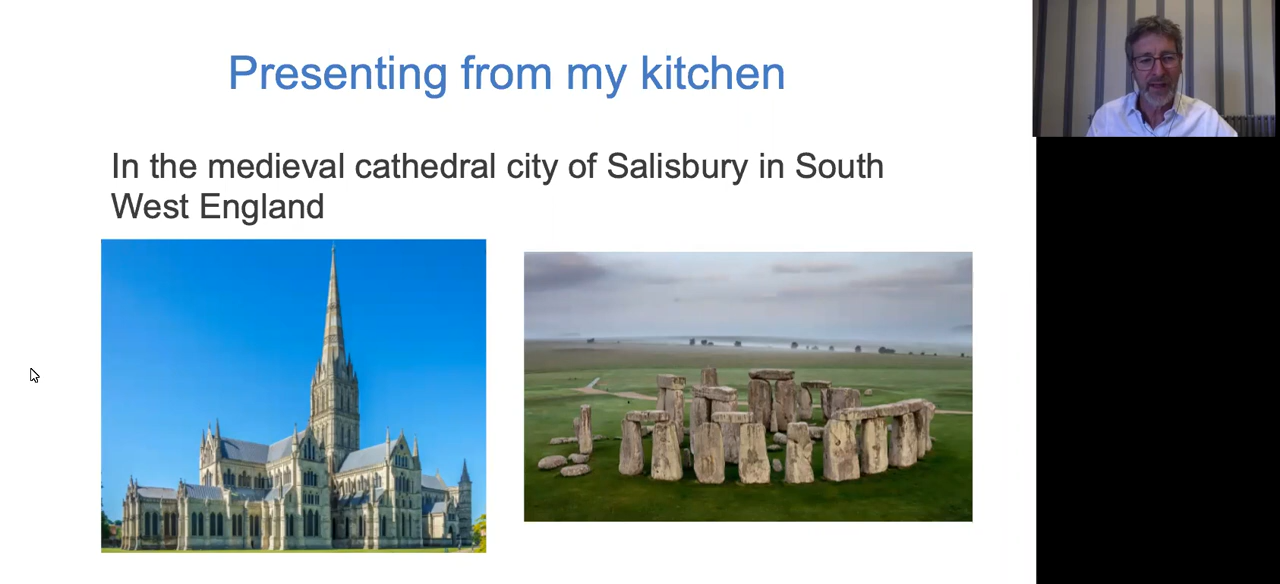 Presenting from my kitchen
In the medieval cathedral city of Salisbury in South
West England